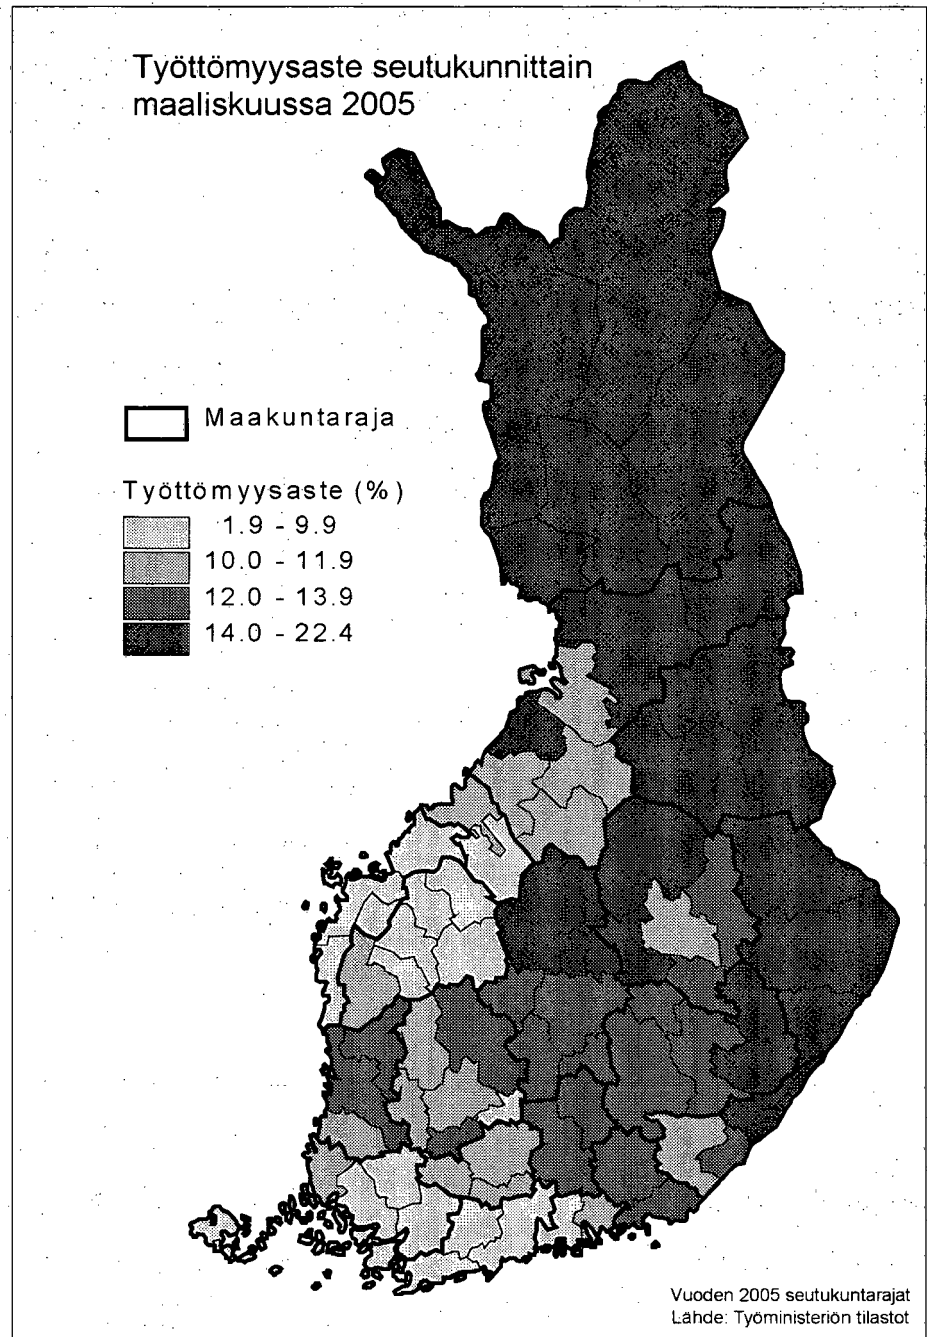 Työttömyysaste seutukunnittain
maaliskuussa 2005
Maakuntaraja
Työttömyysaste (%)
1.9 - 9.9
10.0 - 11.9
12.0 - 13.9
14.0 - 22.4
Vuoden 2005 seutukuntarajat
Lähde: Työministeriön tilastot